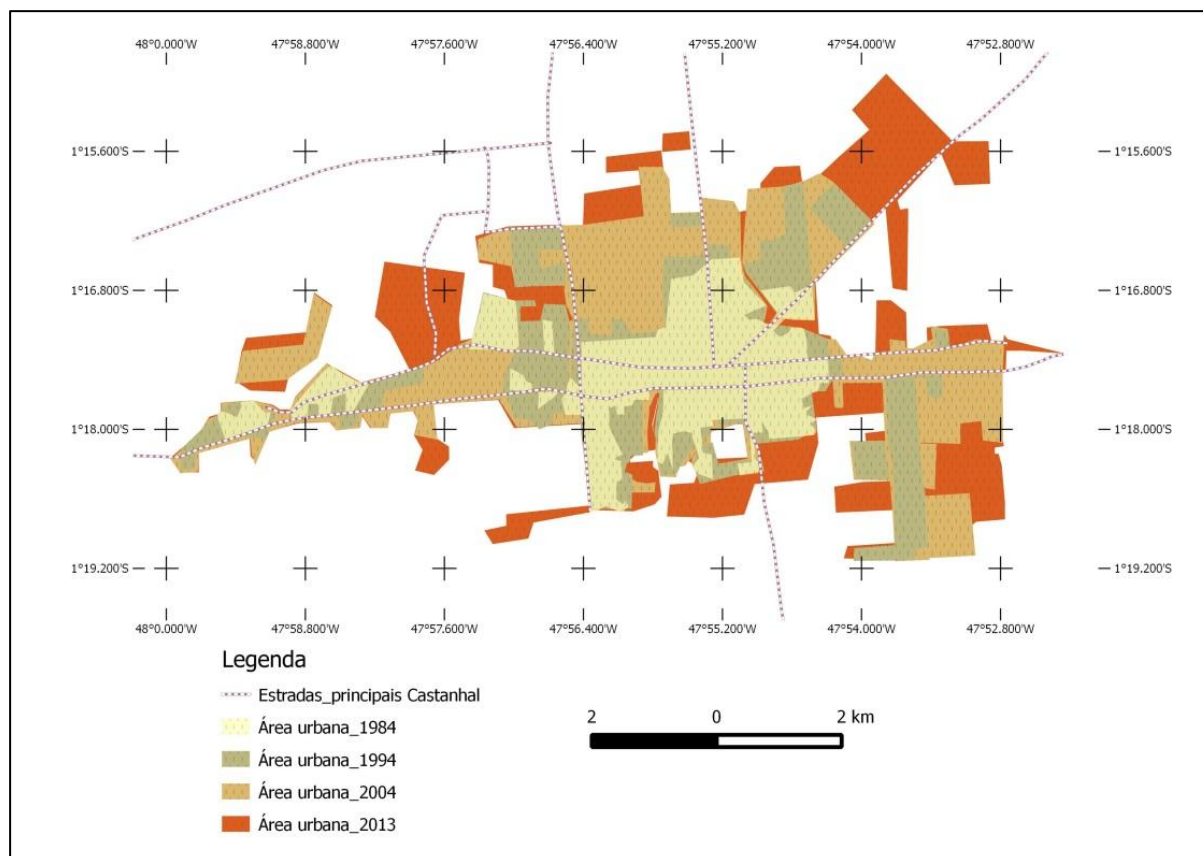 48°0.000'W 47°58.800'W 47°57.600'W 47°56.400'W 47°55.200'W 47°54.000'W 47°52.800'W
1°15.600'S 1°15.600'S
1°16.800'S 1°16.800'S
1°18.000'S 1°18.000'S
1°19.200'S 1°19.200'S
48°0.000'W 47°58.800'W 47°57.600'W 47°56.400'W 47°55.200'W 47°54.000'W 47°52.800'W
Legenda
Estradas_principais Castanhal
Área urbana_1984
Área urbana_1994
Área urbana_2004
Área urbana_2013
2 0 2 km